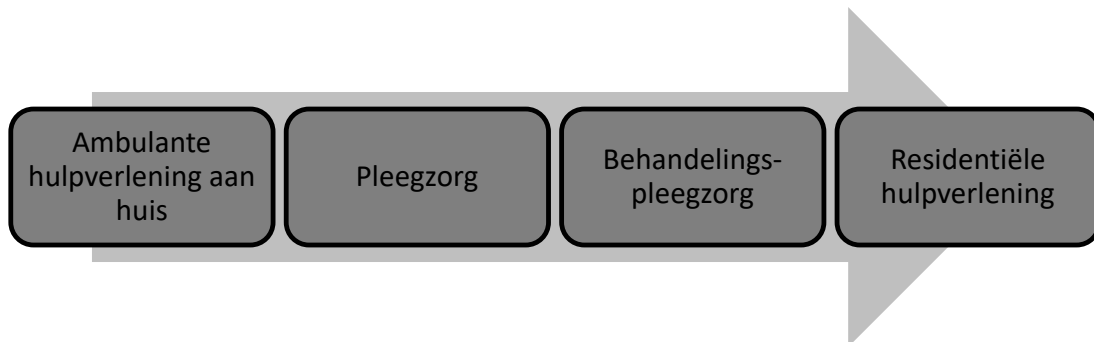 Ambulante
hulpverlening aan
huis
Pleegzorg
Behandelings-
pleegzorg
Residentiële
hulpverlening